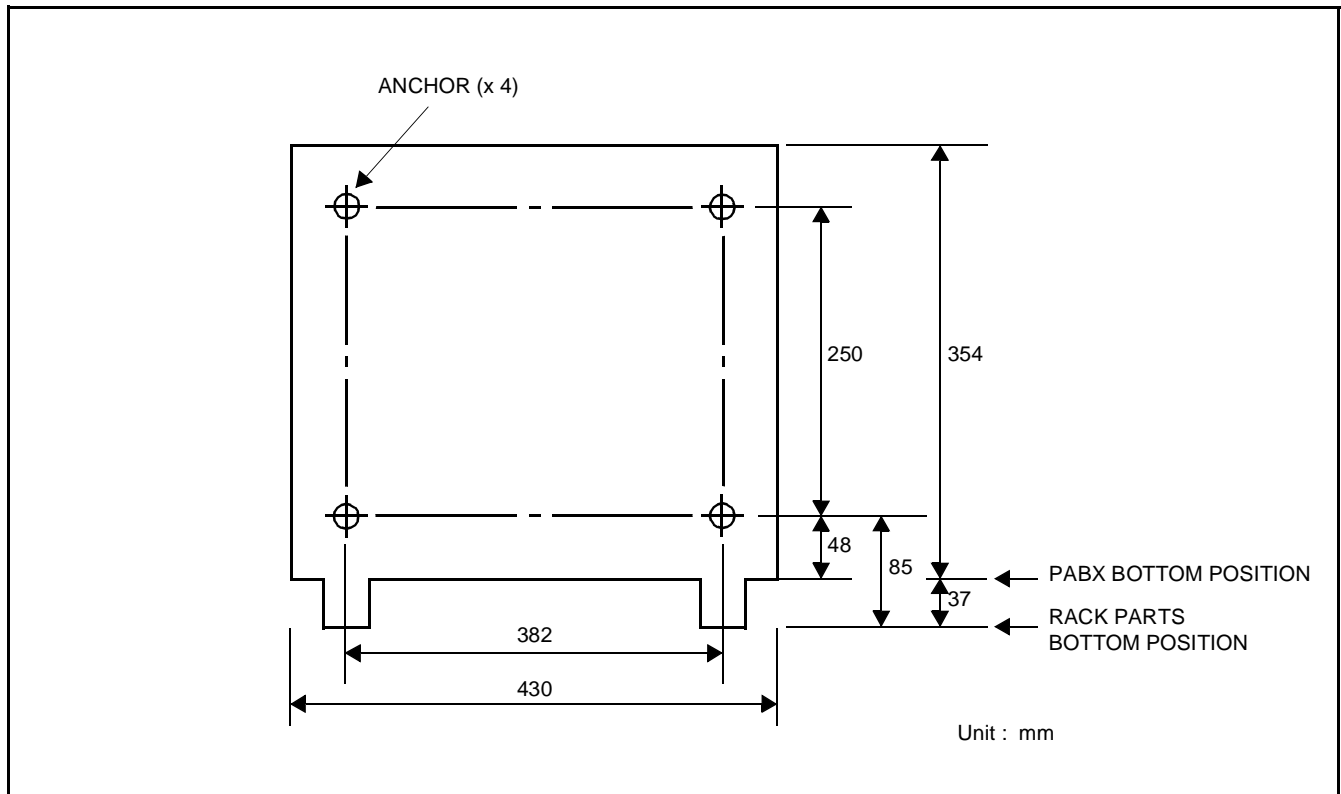 ANCHOR (x 4)
250
354
48
85
PABX BOTTOM POSITION
37
RACK PARTS
BOTTOM POSITION
382
430
Unit : mm